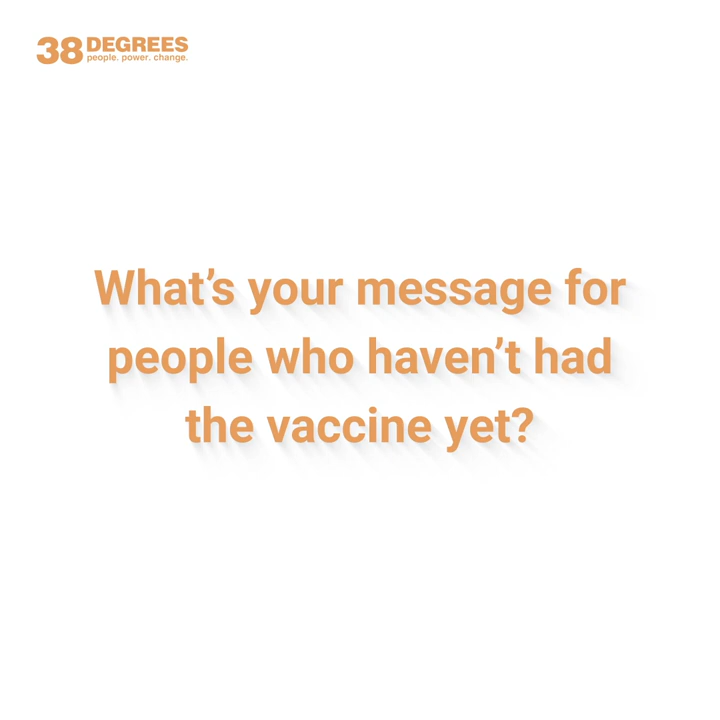 38 DEGREES
people. power. change.
What’s your message for
people who haven’t had
the vaccine yet?